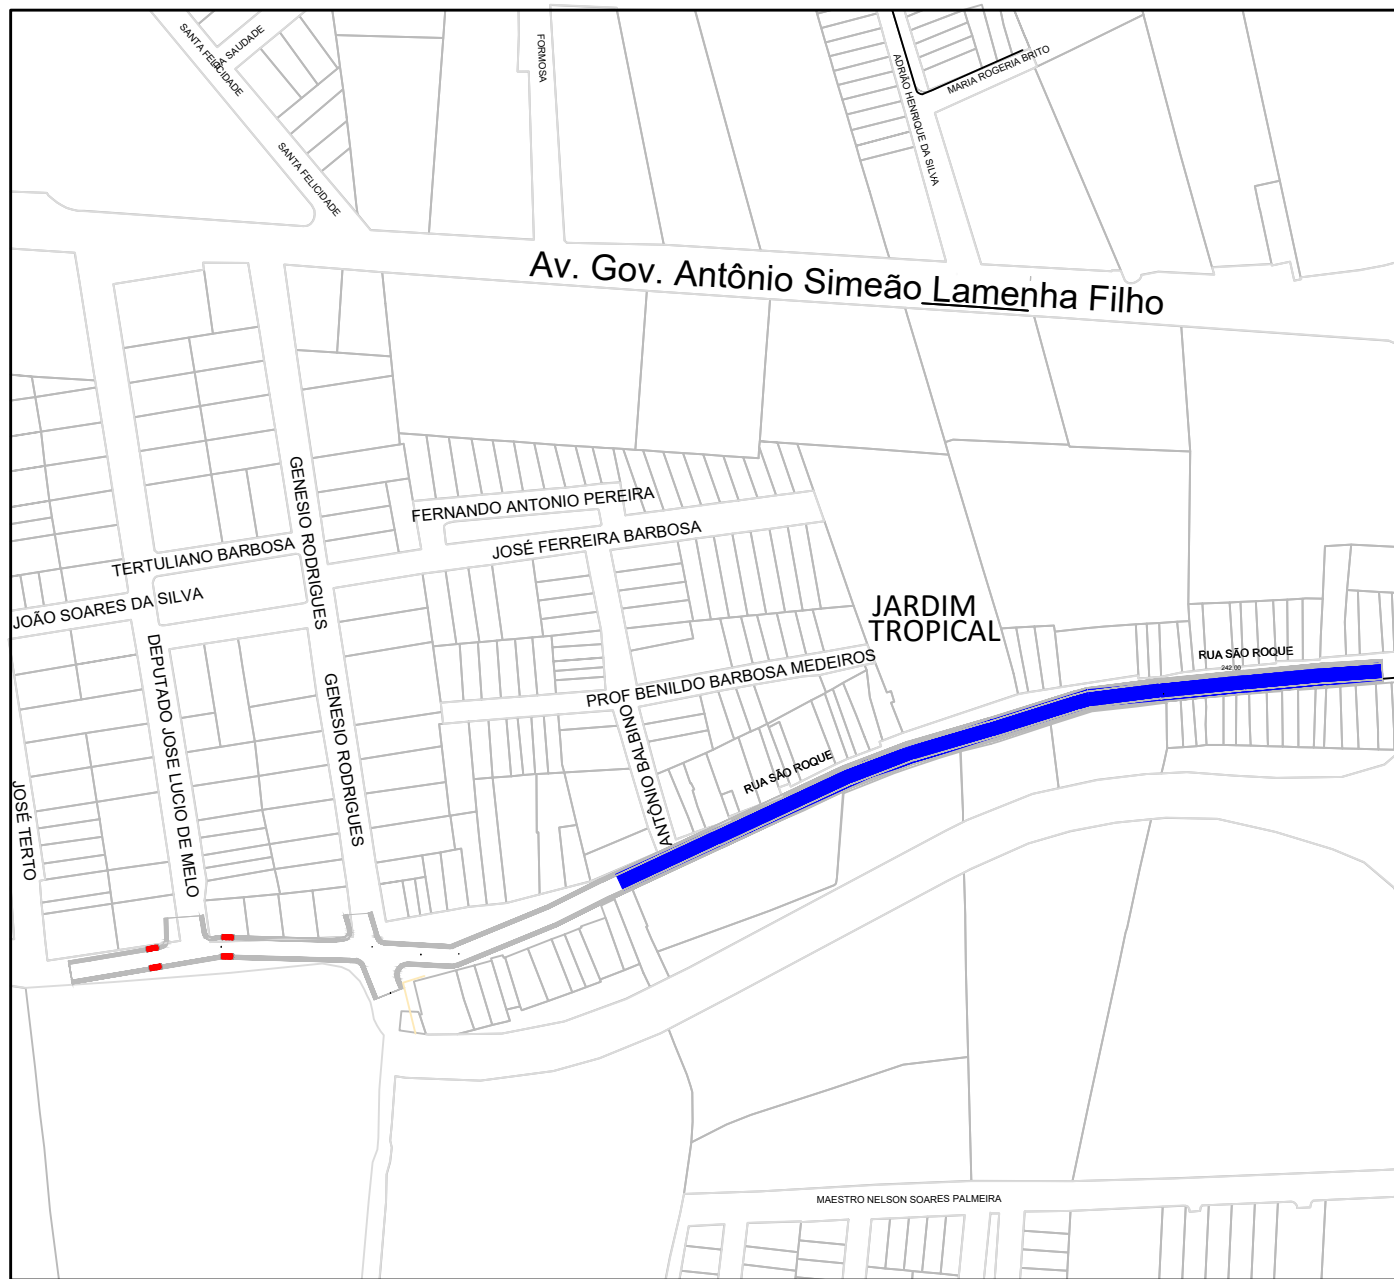 SANTA FELICIDADE
DA SAUDADE
SANTA FELICIDADE
FORMOSA
ADRIÃO HENRIQUE DA SILVA
MARIA ROGERIA BRITO
Av. Gov. Antônio Simeão Lamenha Filho
GENESIO RODRIGUES
FERNANDO ANTONIO PEREIRA
JOSÉ FERREIRA BARBOSA
TERTULIANO BARBOSA
JOÃO SOARES DA SILVA
JARDIM
TROPICAL
DEPUTADO JOSE LUCIO DE MELO
GENESIO RODRIGUES
PROF BENILDO BARBOSA MEDEIROS
ANTÔNIO BALBINO
RUA SÃO ROQUE
242.00
RUA SÃO ROQUE
JOSÉ TERTO
MAESTRO NELSON SOARES PALMEIRA